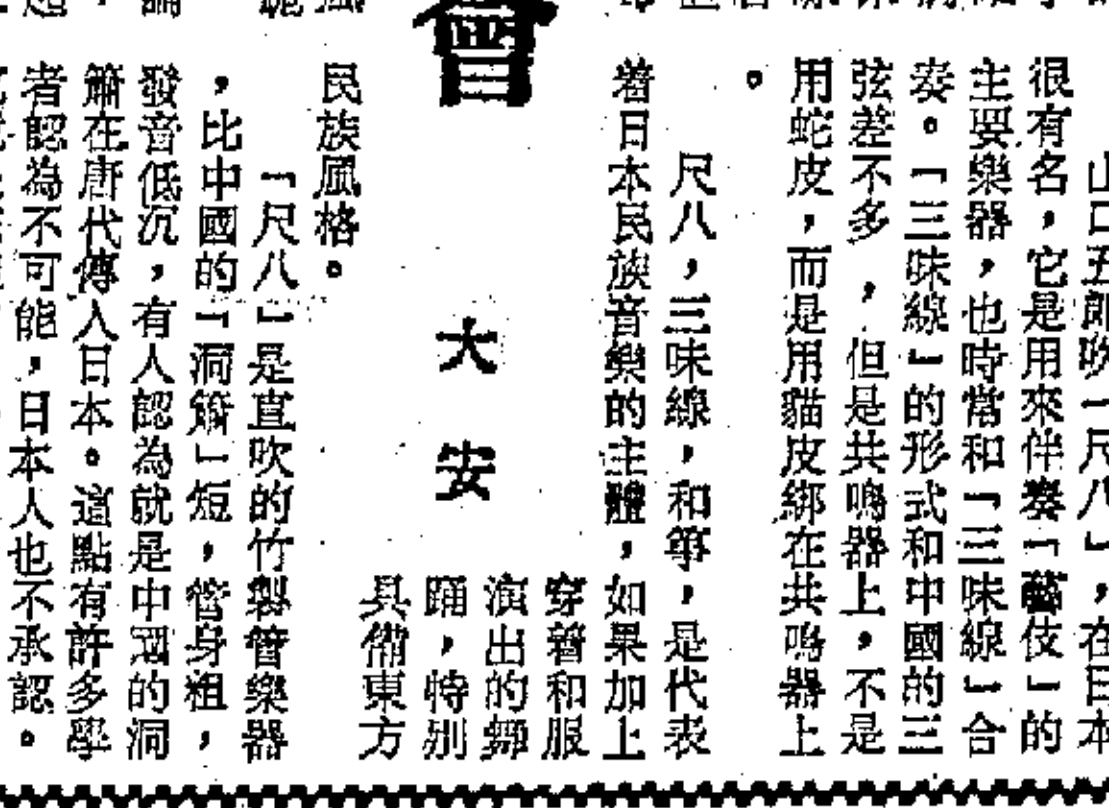 山口五郎吹「尺八」,在日本
很有名,它是用來伴奏「藝伎」的
主要樂器,也時常和「三味線」合
奏。「三味線」的形式和中國的三
弦差不多,但是共鳴器上,不是
用蛇皮,而是用貓皮綁在共鳴器上
。
尺八,三味線,和箏,是代表
着日本民族音樂的主體,如果加上
穿着和服
演出的舞
踊,特別
具備東方
會
大安
民族風格。
「尺八」是直吹的竹製管樂器
,比中國的「洞簫」短,管身粗,
發音低沉,有人認為就是中國的洞
簫在唐代傳入日本。這點有許多學
者認為不可能,日本人也不承認。